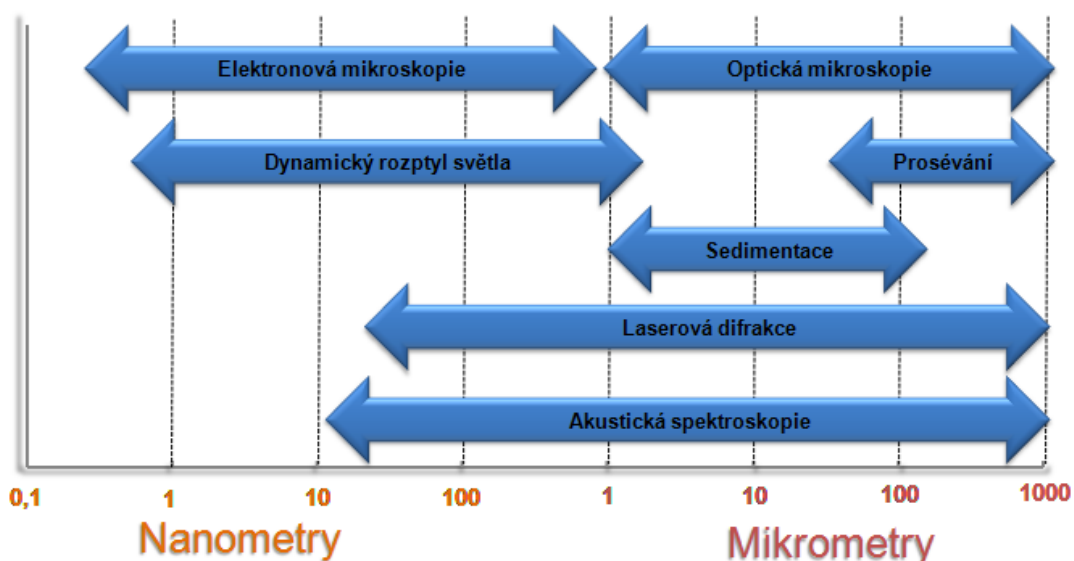 Elektronová mikroskopie
Optická mikroskopie
Dynamický rozptyl světla
Prosévání
Sedimentace
Laserová difrakce
Akustická spektroskopie
0,1 1 10 100 1 10 100 1000
Nanometry
Mikrometry